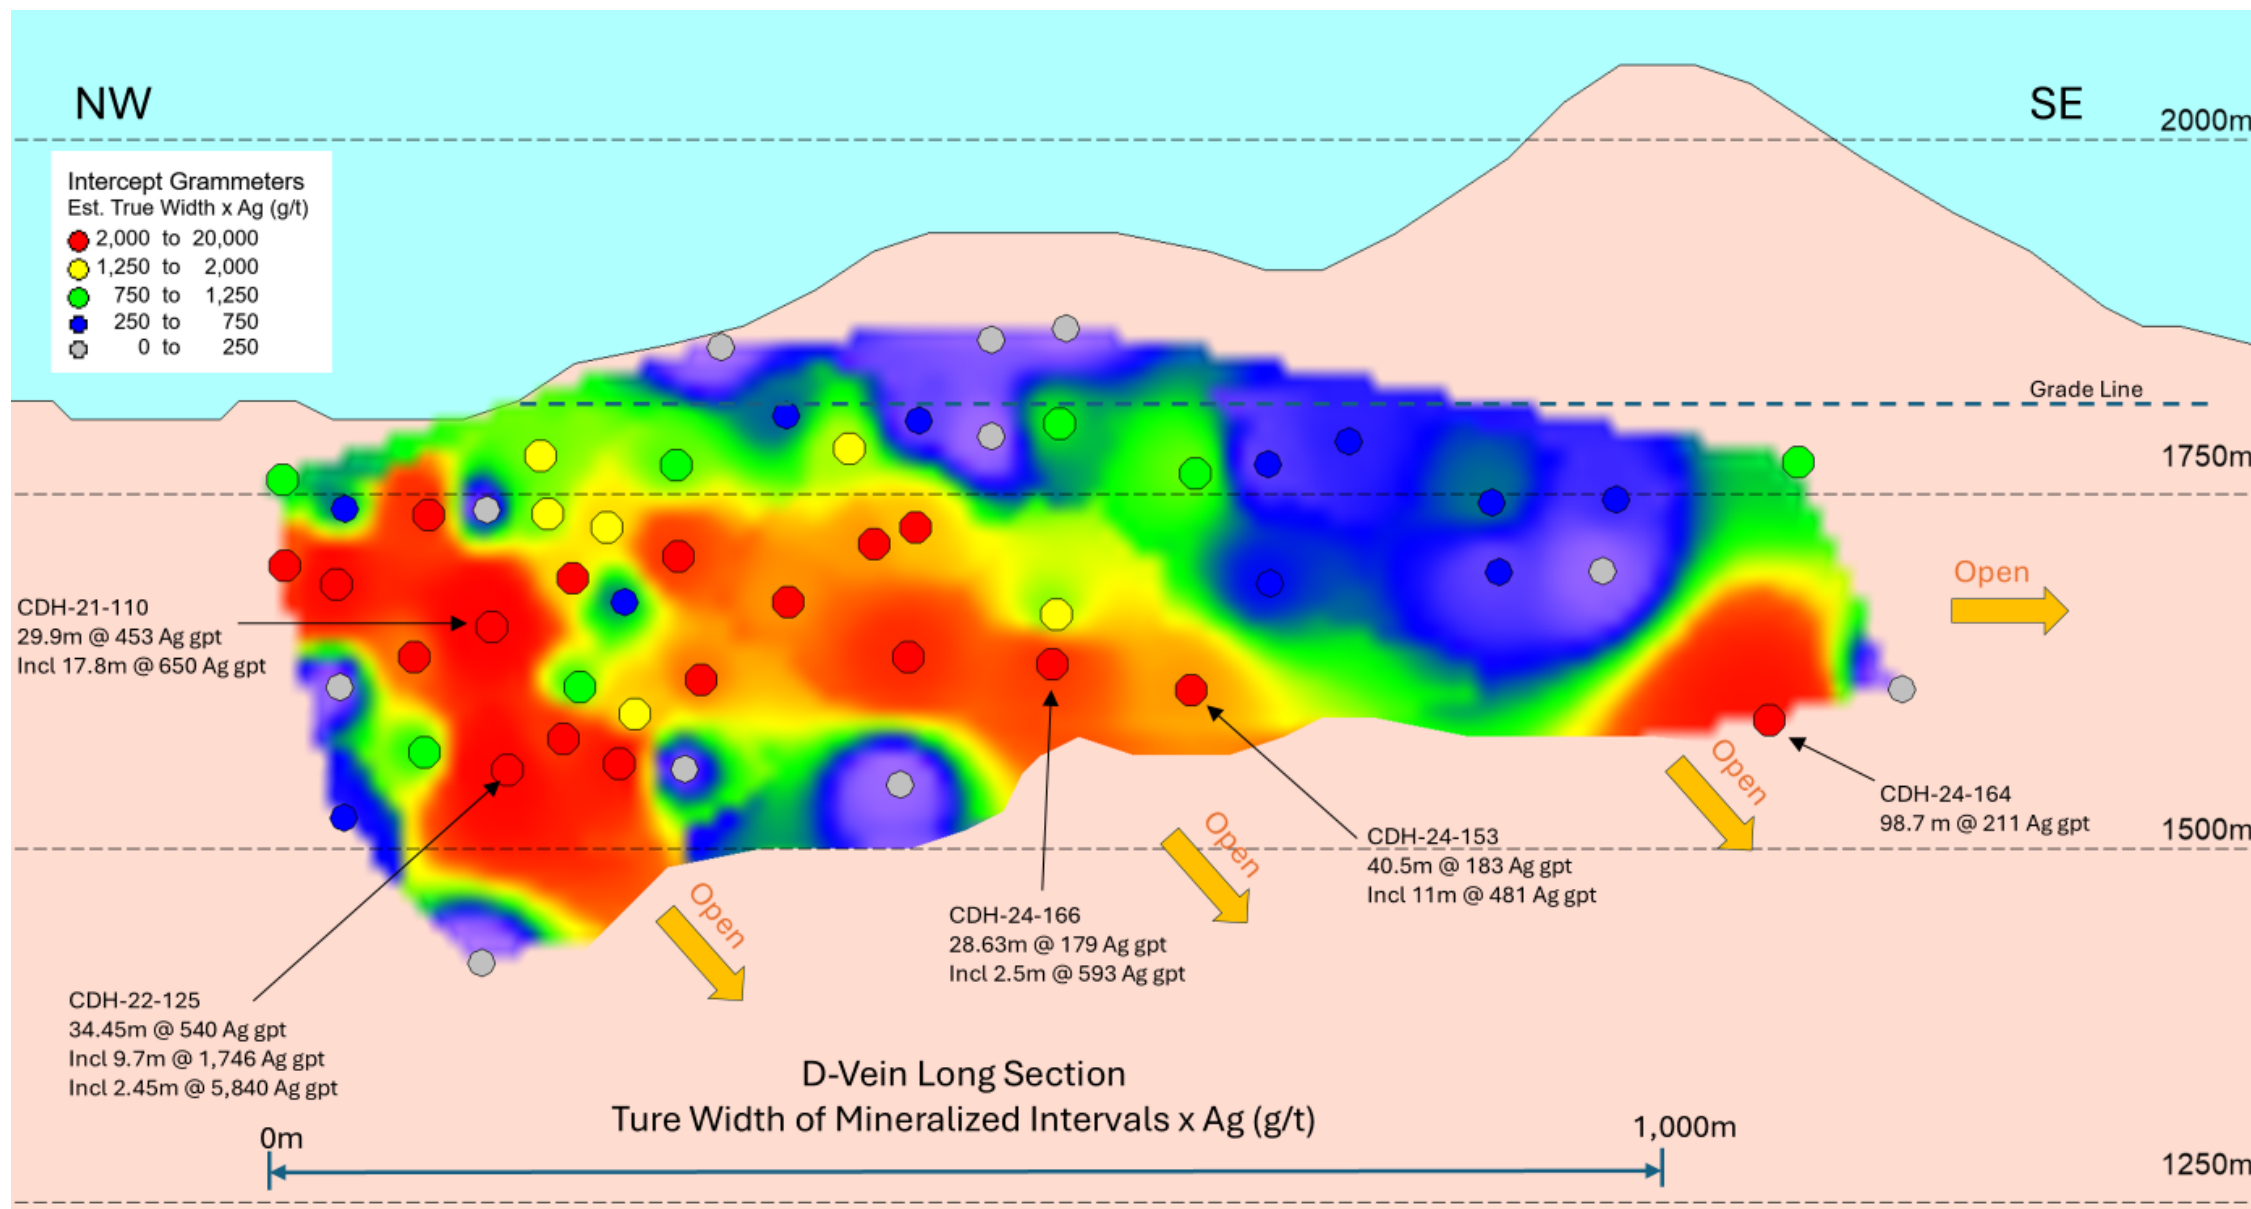 NW
SE
2000m
Intercept Grammeters
Est. True Width x Ag (g/t)
2,000 to 20,000
1,250 to 2,000
750 to 1,250
250 to 750
0 to 250
Grade Line
1750m
Open
CDH-21-110
29.9m @ 453 Ag gpt
Incl 17.8m @ 650 Ag gpt
Open
CDH-24-164
98.7 m @ 211 Ag gpt
1500m
Open
CDH-24-153
40.5m @ 183 Ag gpt
Incl 11m @ 481 Ag gpt
Open
CDH-24-166
28.63m @ 179 Ag gpt
Incl 2.5m @ 593 Ag gpt
CDH-22-125
34.45m @ 540 Ag gpt
Incl 9.7m @ 1,746 Ag gpt
Incl 2.45m @ 5,840 Ag gpt
D-Vein Long Section
Ture Width of Mineralized Intervals x Ag (g/t)
0m
1,000m
1250m